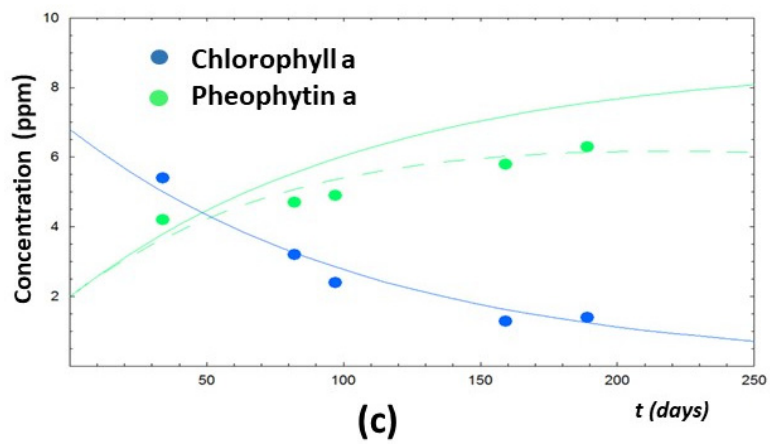 10
Chlorophyll a
Pheophytin a
8
6
4
2
Concentration (ppm)
50
100
150
200
250
t (days)
(c)